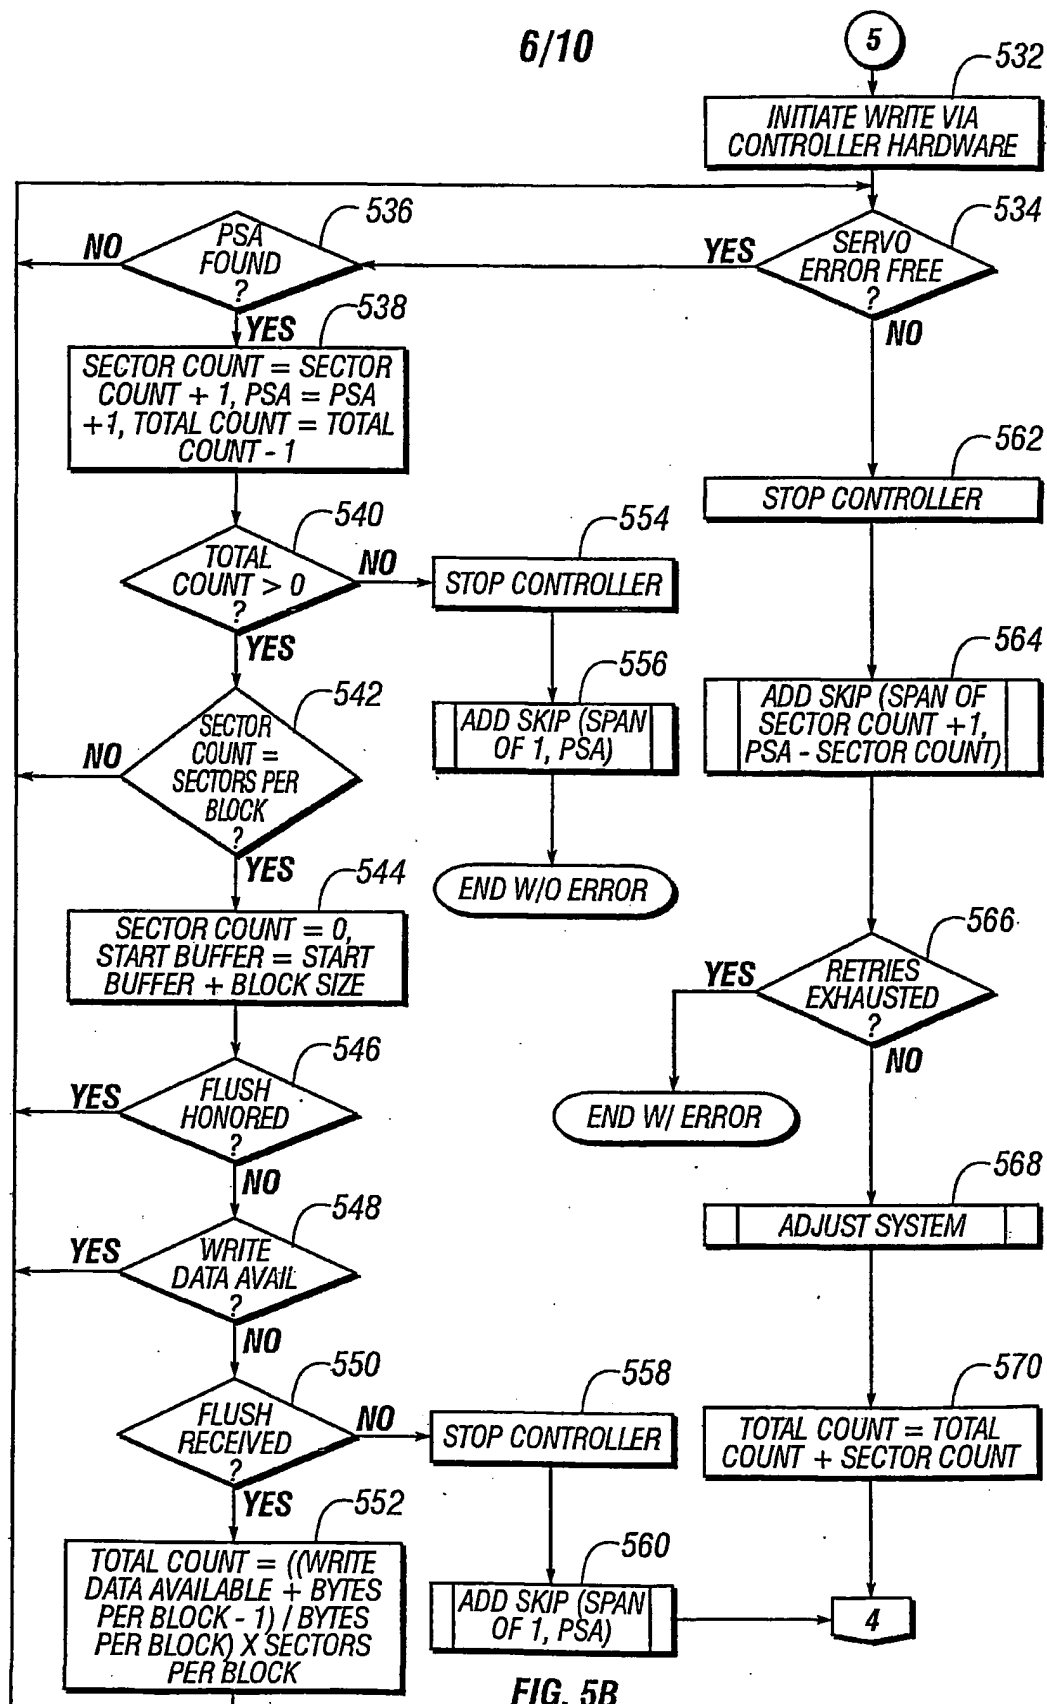 6/10
5
532
INITIATE WRITE VIA
CONTROLLER HARDWARE
534
SERVO
ERROR FREE
?
YES
NO
536
PSA
FOUND
?
NO
YES
538
SECTOR COUNT = SECTOR
COUNT + 1, PSA = PSA
+1, TOTAL COUNT = TOTAL
COUNT - 1
540
TOTAL
COUNT > 0
?
NO
YES
554
STOP CONTROLLER
556
ADD SKIP (SPAN
OF 1, PSA)
END W/O ERROR
542
SECTOR
COUNT =
SECTORS PER
BLOCK
?
NO
YES
544
SECTOR COUNT = 0,
START BUFFER = START
BUFFER + BLOCK SIZE
546
FLUSH
HONORED
?
YES
NO
548
WRITE
DATA AVAIL
?
YES
NO
550
FLUSH
RECEIVED
?
NO
YES
552
TOTAL COUNT = ((WRITE
DATA AVAILABLE + BYTES
PER BLOCK - 1) / BYTES
PER BLOCK) X SECTORS
PER BLOCK
558
STOP CONTROLLER
560
ADD SKIP (SPAN
OF 1, PSA)
562
STOP CONTROLLER
564
ADD SKIP (SPAN OF
SECTOR COUNT +1,
PSA - SECTOR COUNT)
566
RETRIES
EXHAUSTED
?
YES
NO
END W/ ERROR
568
ADJUST SYSTEM
570
TOTAL COUNT = TOTAL
COUNT + SECTOR COUNT
4
FIG. 5B